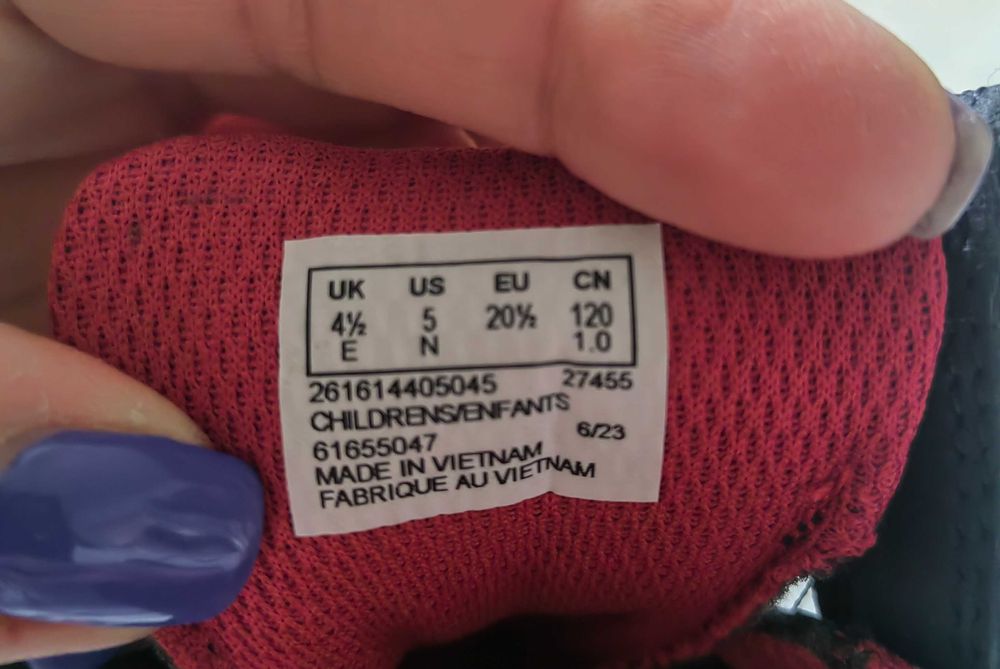 UK US EU CN
4½ 5 20½ 120
E N 1.0
261614405045 27455
CHILDRENS/ENFANTS
61655047 6/23
MADE IN VIETNAM
FABRIQUE AU VIETNAM